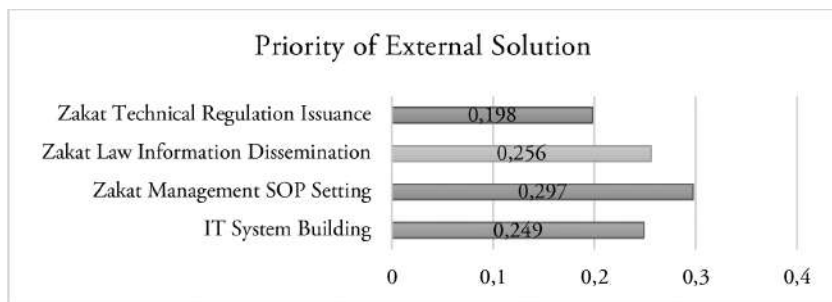 Priority of External Solution
Zakat Technical Regulation Issuance
0,198
Zakat Law Information Dissemination
0,256
Zakat Management SOP Setting
0,297
IT System Building
0,249
0 0,1 0,2 0,3 0,4